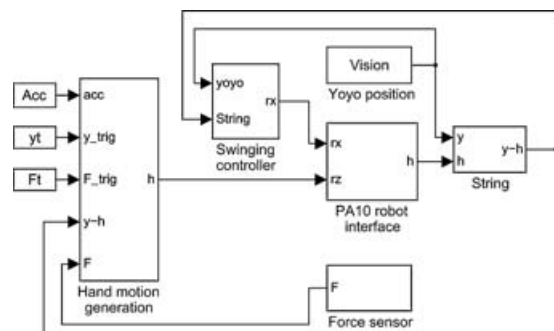 Acc
yt
Ft
acc
y_trig
F_trig
y−h
F
h
Hand motion
generation
yoyo
String
rx
Swinging
controller
Vision
Yoyo position
rx
rz
h
PA10 robot
interface
y
h
y−h
String
F
Force sensor